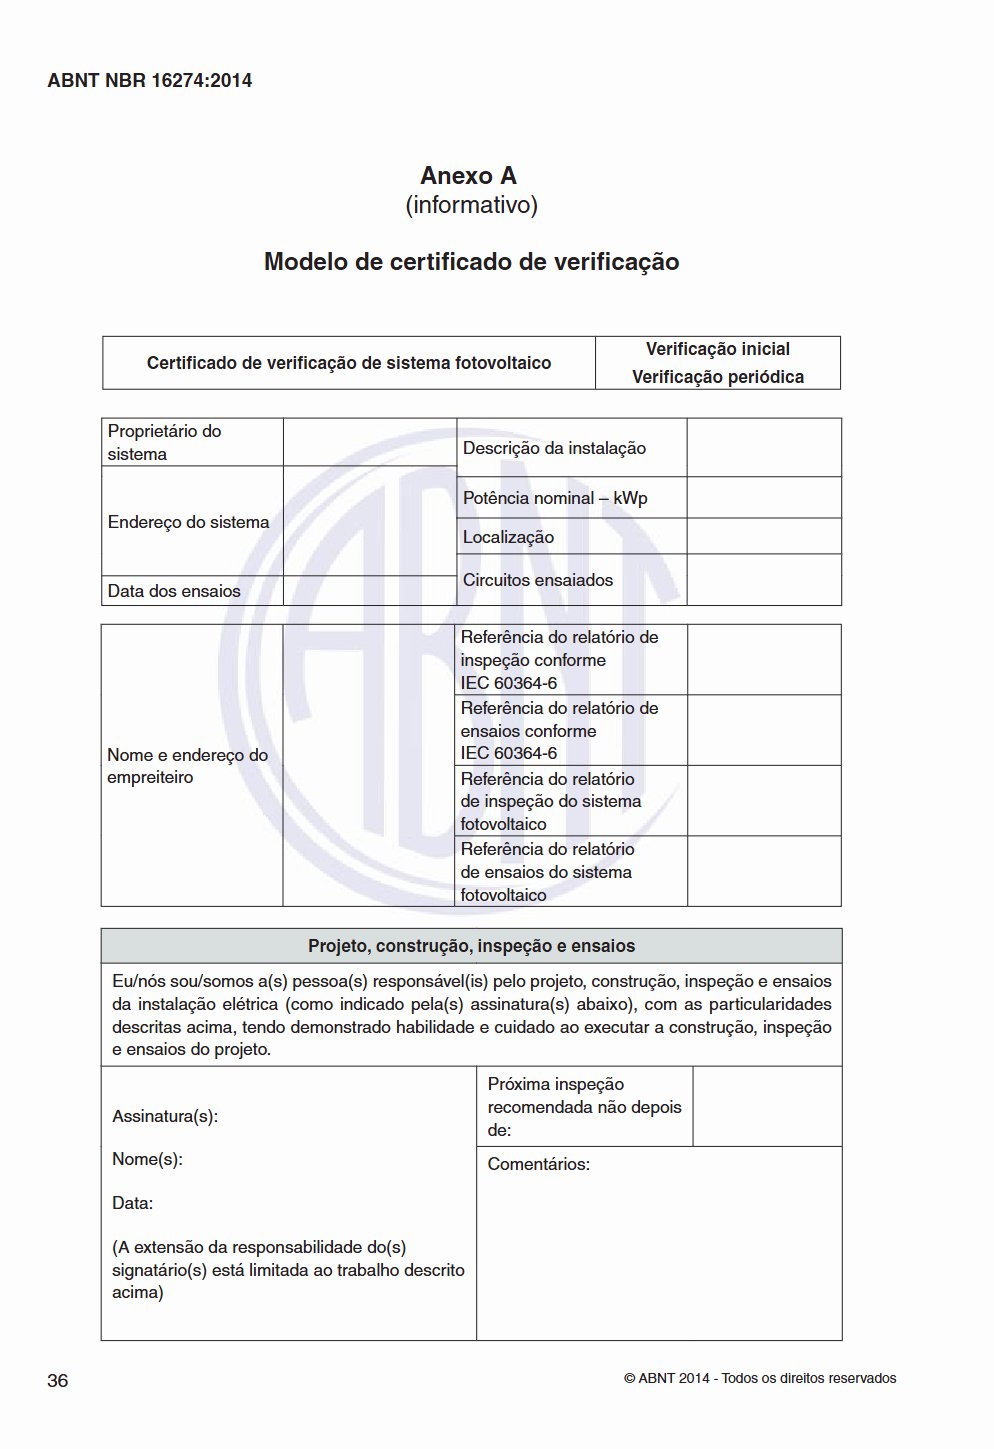 ABNT NBR 16274:2014
Anexo A
(informativo)
Modelo de certificado de verificação
Certificado de verificação de sistema fotovoltaico
Verificação inicial
Verificação periódica
Proprietário do
sistema
Descrição da instalação
Endereço do sistema
Potência nominal – kWp
Localização
Data dos ensaios
Circuitos ensaiados
Nome e endereço do
empreiteiro
Referência do relatório de
inspeção conforme
IEC 60364-6
Referência do relatório de
ensaios conforme
IEC 60364-6
Referência do relatório
de inspeção do sistema
fotovoltaico
Referência do relatório
de ensaios do sistema
fotovoltaico
ABNT
Projeto, construção, inspeção e ensaios
Eu/nós sou/somos a(s) pessoa(s) responsável(is) pelo projeto, construção, inspeção e ensaios
da instalação elétrica (como indicado pela(s) assinatura(s) abaixo), com as particularidades
descritas acima, tendo demonstrado habilidade e cuidado ao executar a construção, inspeção
e ensaios do projeto.
Assinatura(s):
Nome(s):
Data:
(A extensão da responsabilidade do(s)
signatário(s) está limitada ao trabalho descrito
acima)
Próxima inspeção
recomendada não depois
de:
Comentários:
36
© ABNT 2014 - Todos os direitos reservados